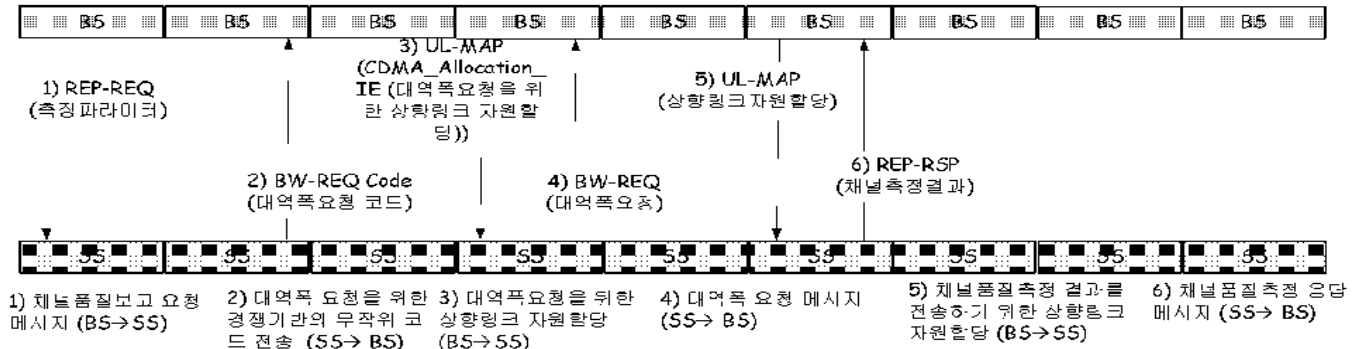 BS BS BS BS BS BS BS BS BS
1) REP-REQ
(측정파라미터)
2) BW-REQ Code
(대역폭요청 코드)
3) UL-MAP
(CDMA_Allocation_
IE (대역폭요청을 위
한 상향링크 자원할
당))
4) BW-REQ
(대역폭요청)
5) UL-MAP
(상향링크자원할당)
6) REP-RSP
(채널측정결과)
SS SS SS SS SS SS SS SS SS
1) 채널품질보고 요청
메시지 (BS→SS)
2) 대역폭 요청을 위한
경쟁기반의 무작위 코
드 전송 (SS→ BS)
3) 대역폭요청을 위한
상향링크 자원할당
(BS→SS)
4) 대역폭 요청 메시지
(SS→ BS)
5) 채널품질측정 결과를
전송하기 위한 상향링크
자원할당 (BS→SS)
6) 채널품질측정 응답
메시지 (SS→ BS)